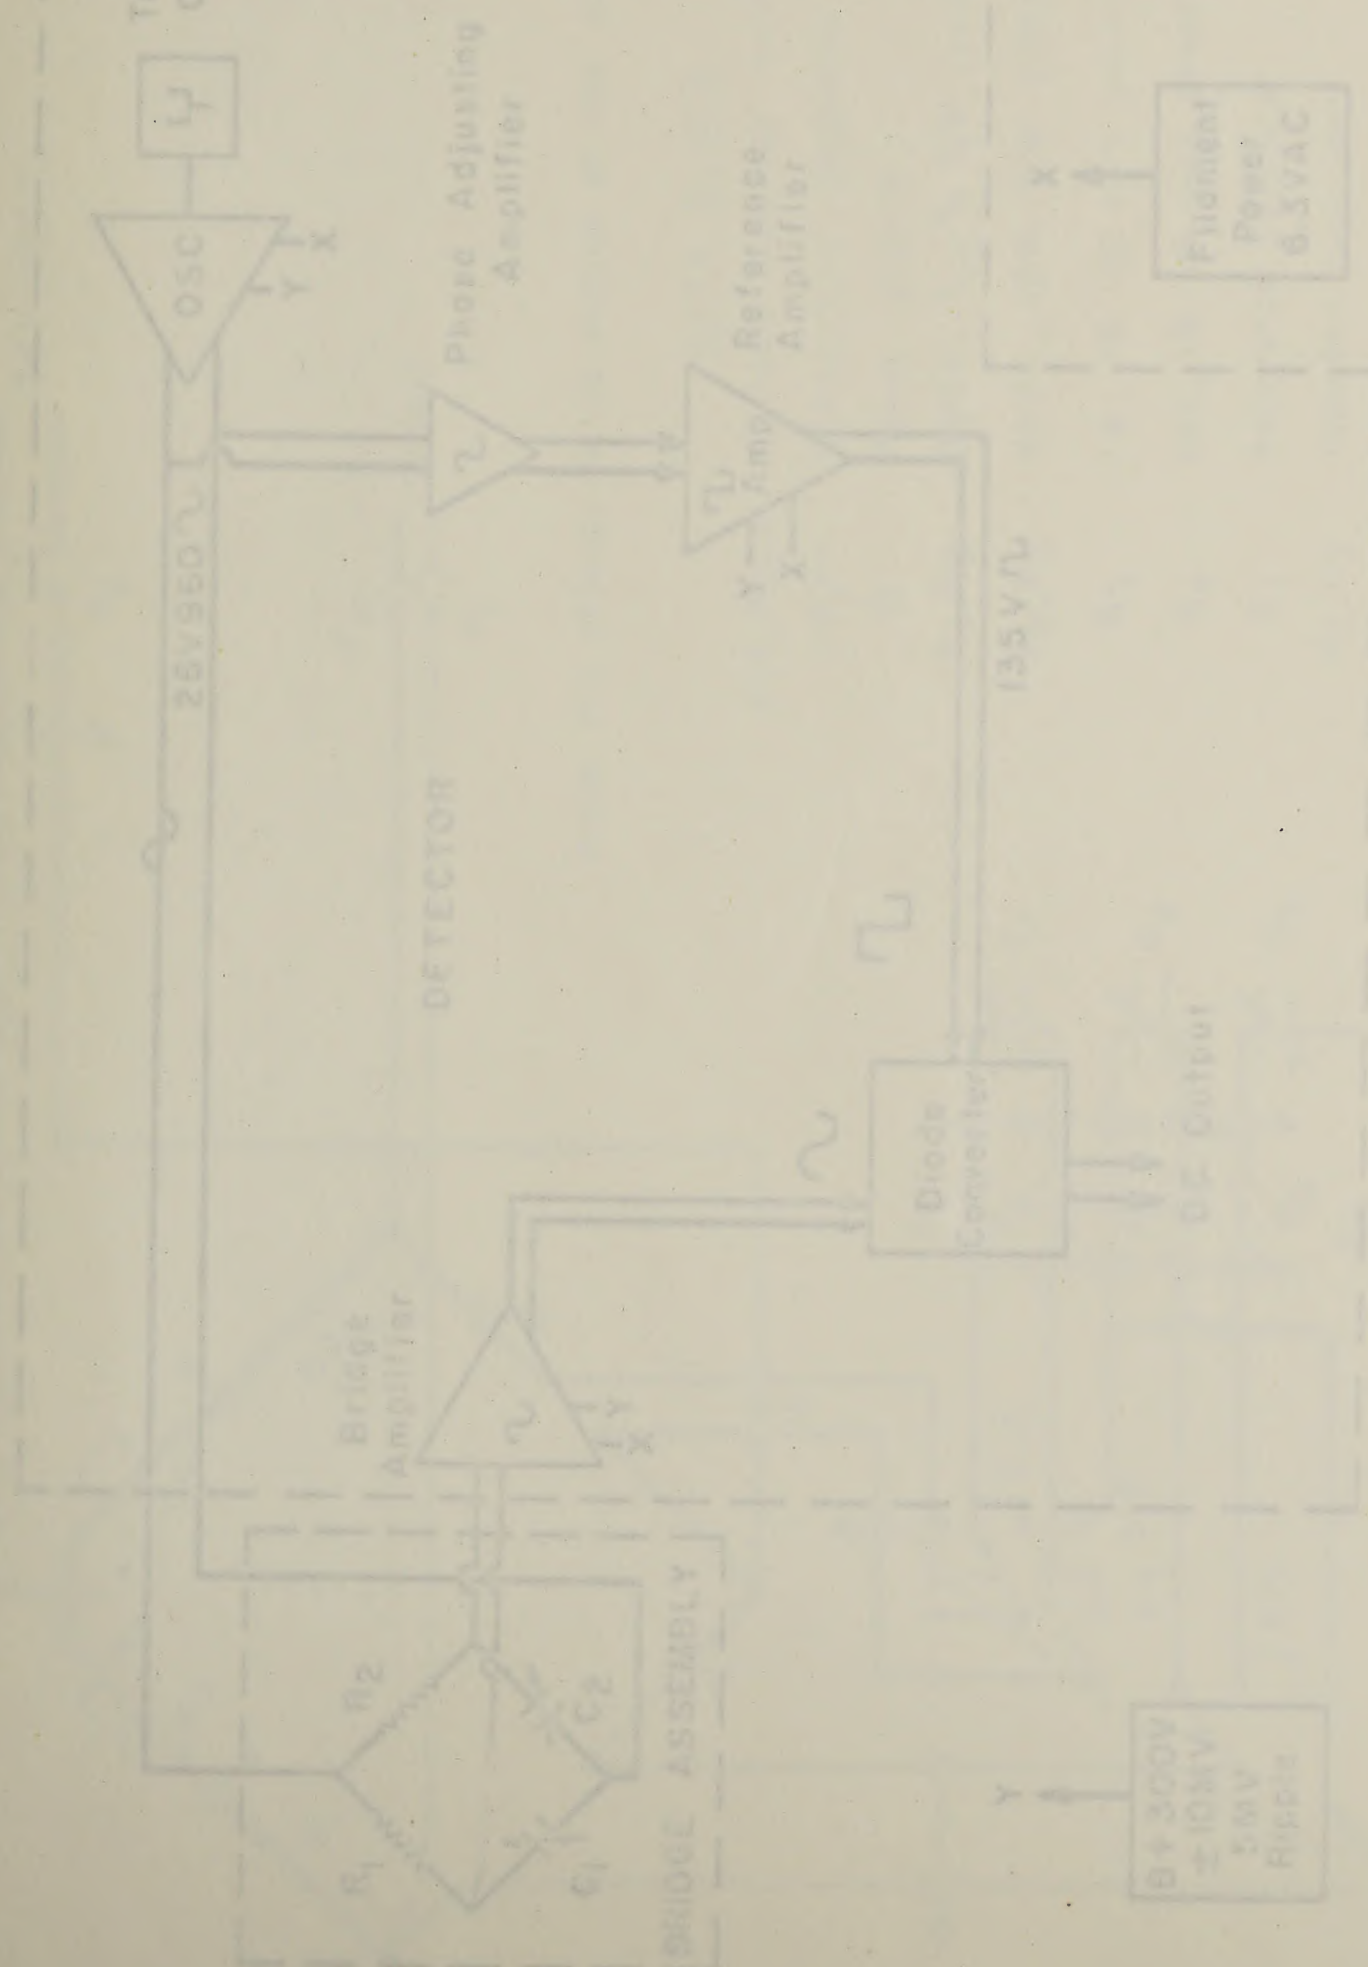 OSC
Y
X
Phase Adjusting
Amplifier
Reference
Amplifier
Amp
Y
X
Filament
Power
6.3VAC
X
26V960
135V
DETECTOR
Bridge
Amplifier
X
Y
Diode
Converter
DC Output
R1
R2
C1
C2
BRIDGE ASSEMBLY
Y
B+300V
±10MV
5MV
Ripple